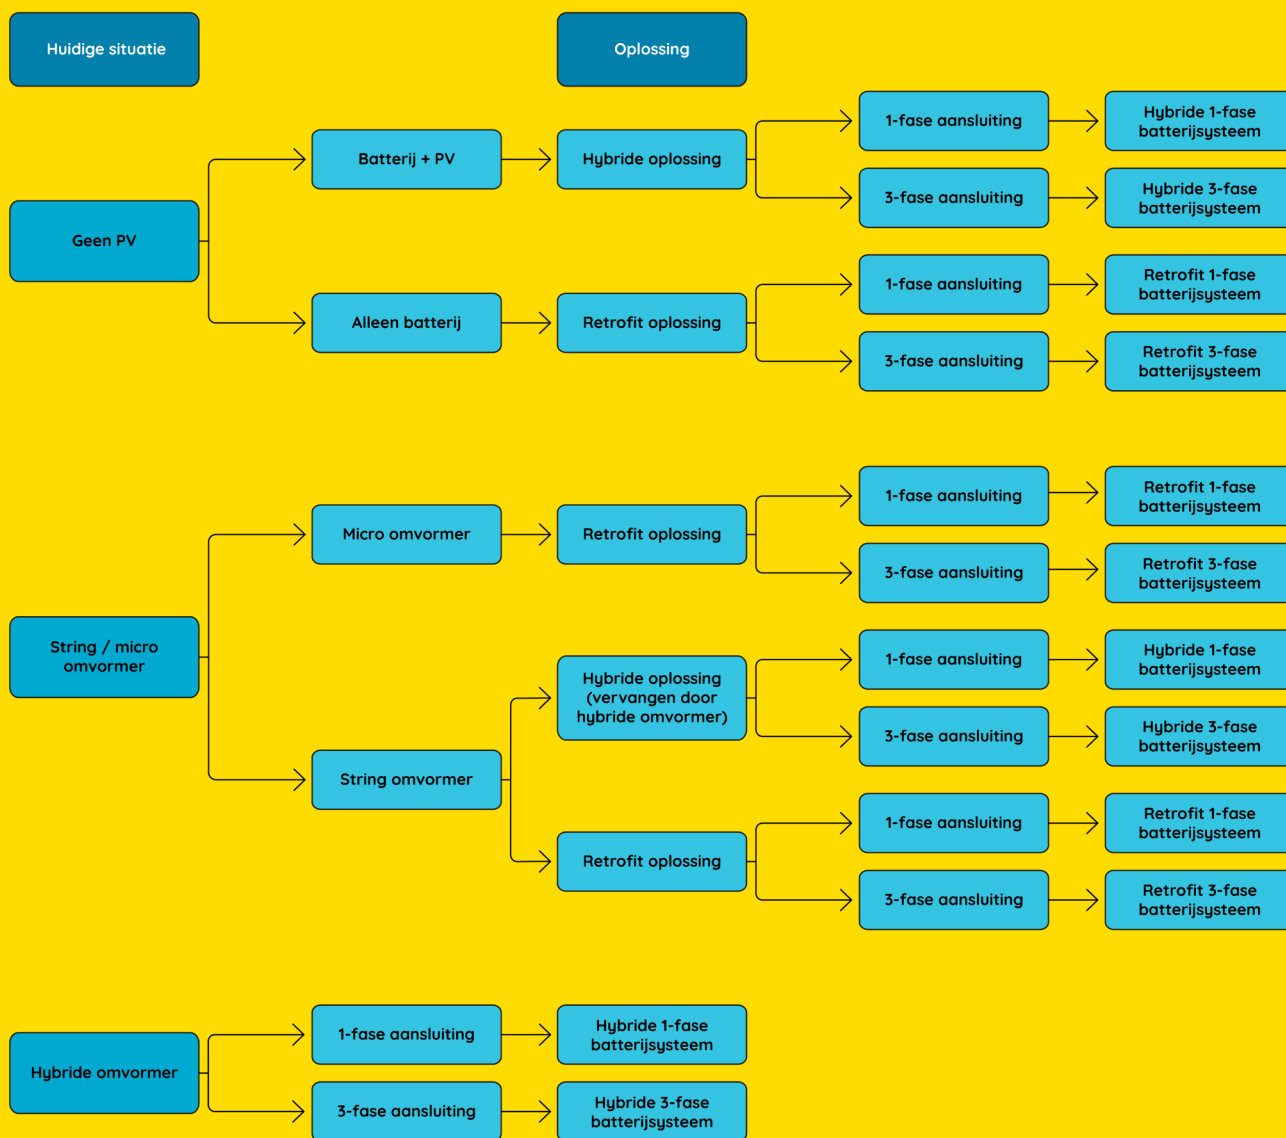 Huidige situatie
Oplossing
Geen PV
Batterij + PV
Hybride oplossing
1-fase aansluiting
Hybride 1-fase
batterijsysteem
3-fase aansluiting
Hybride 3-fase
batterijsysteem
Alleen batterij
Retrofit oplossing
1-fase aansluiting
Retrofit 1-fase
batterijsysteem
3-fase aansluiting
Retrofit 3-fase
batterijsysteem
String / micro
omvormer
Micro omvormer
Retrofit oplossing
1-fase aansluiting
Retrofit 1-fase
batterijsysteem
3-fase aansluiting
Retrofit 3-fase
batterijsysteem
String omvormer
Hybride oplossing
(vervangen door
hybride omvormer)
1-fase aansluiting
Hybride 1-fase
batterijsysteem
3-fase aansluiting
Hybride 3-fase
batterijsysteem
Retrofit oplossing
1-fase aansluiting
Retrofit 1-fase
batterijsysteem
3-fase aansluiting
Retrofit 3-fase
batterijsysteem
Hybride omvormer
1-fase aansluiting
Hybride 1-fase
batterijsysteem
3-fase aansluiting
Hybride 3-fase
batterijsysteem